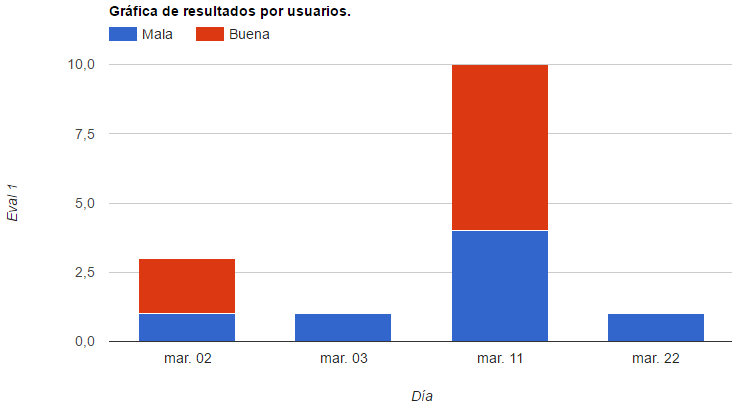 Gráfica de resultados por usuarios.
Mala Buena
10,0
7,5
5,0
2,5
0,0
Eval 1
mar. 02 mar. 03 mar. 11 mar. 22
Día